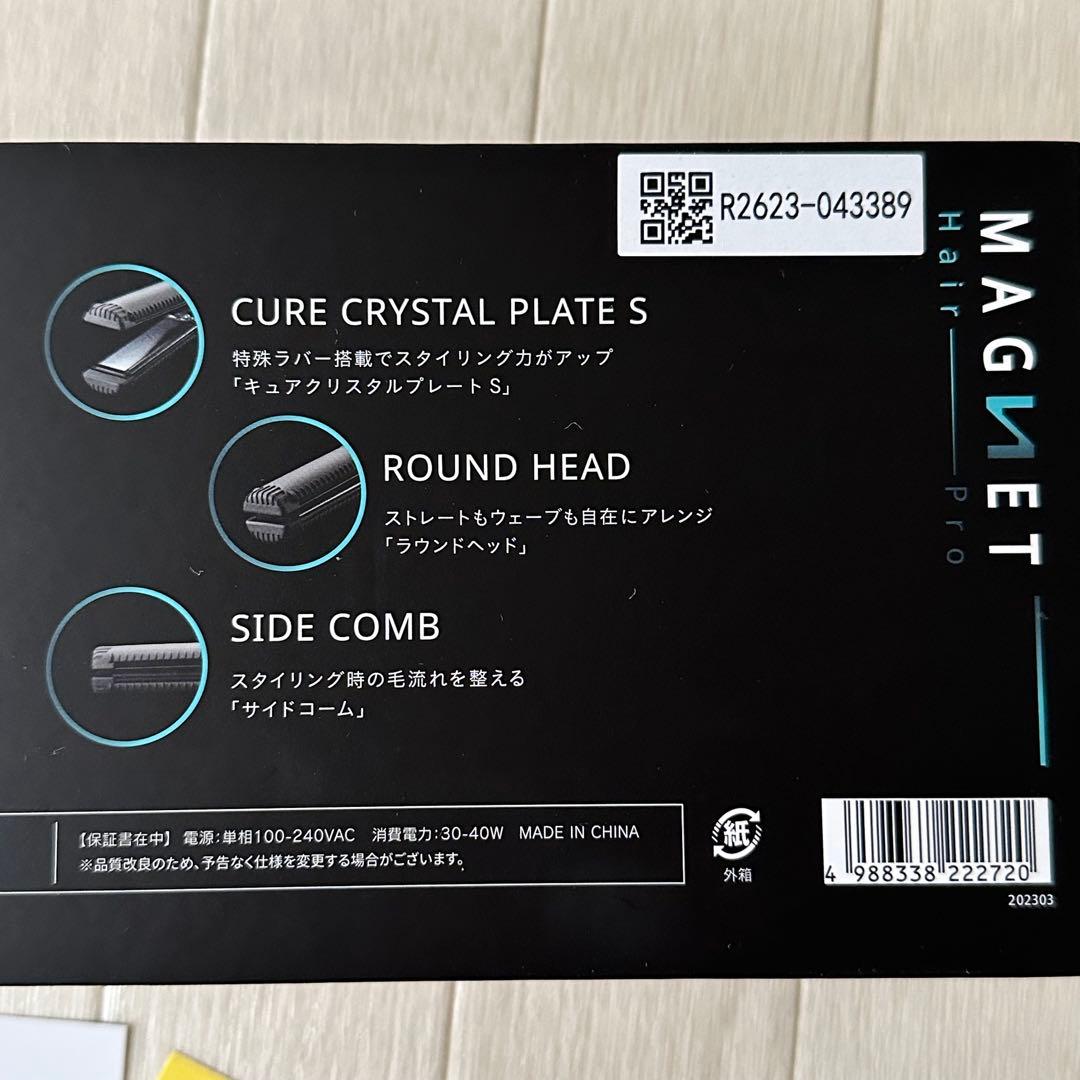 R2623-043389
MAGNET
Hair Pro
CURE CRYSTAL PLATE S
特殊ラバー搭載でスタイリング力がアップ
「キュアクリスタルプレートS」
ROUND HEAD
ストレートもウェーブも自在にアレンジ
「ラウンドヘッド」
SIDE COMB
スタイリング時の毛流れを整える
「サイドコーム」
【保証書在中】 電源:単相100-240VAC 消費電力:30-40W MADE IN CHINA
※品質改良のため、予告なく仕様を変更する場合がございます。
紙
外箱
4 988338 222720
202303